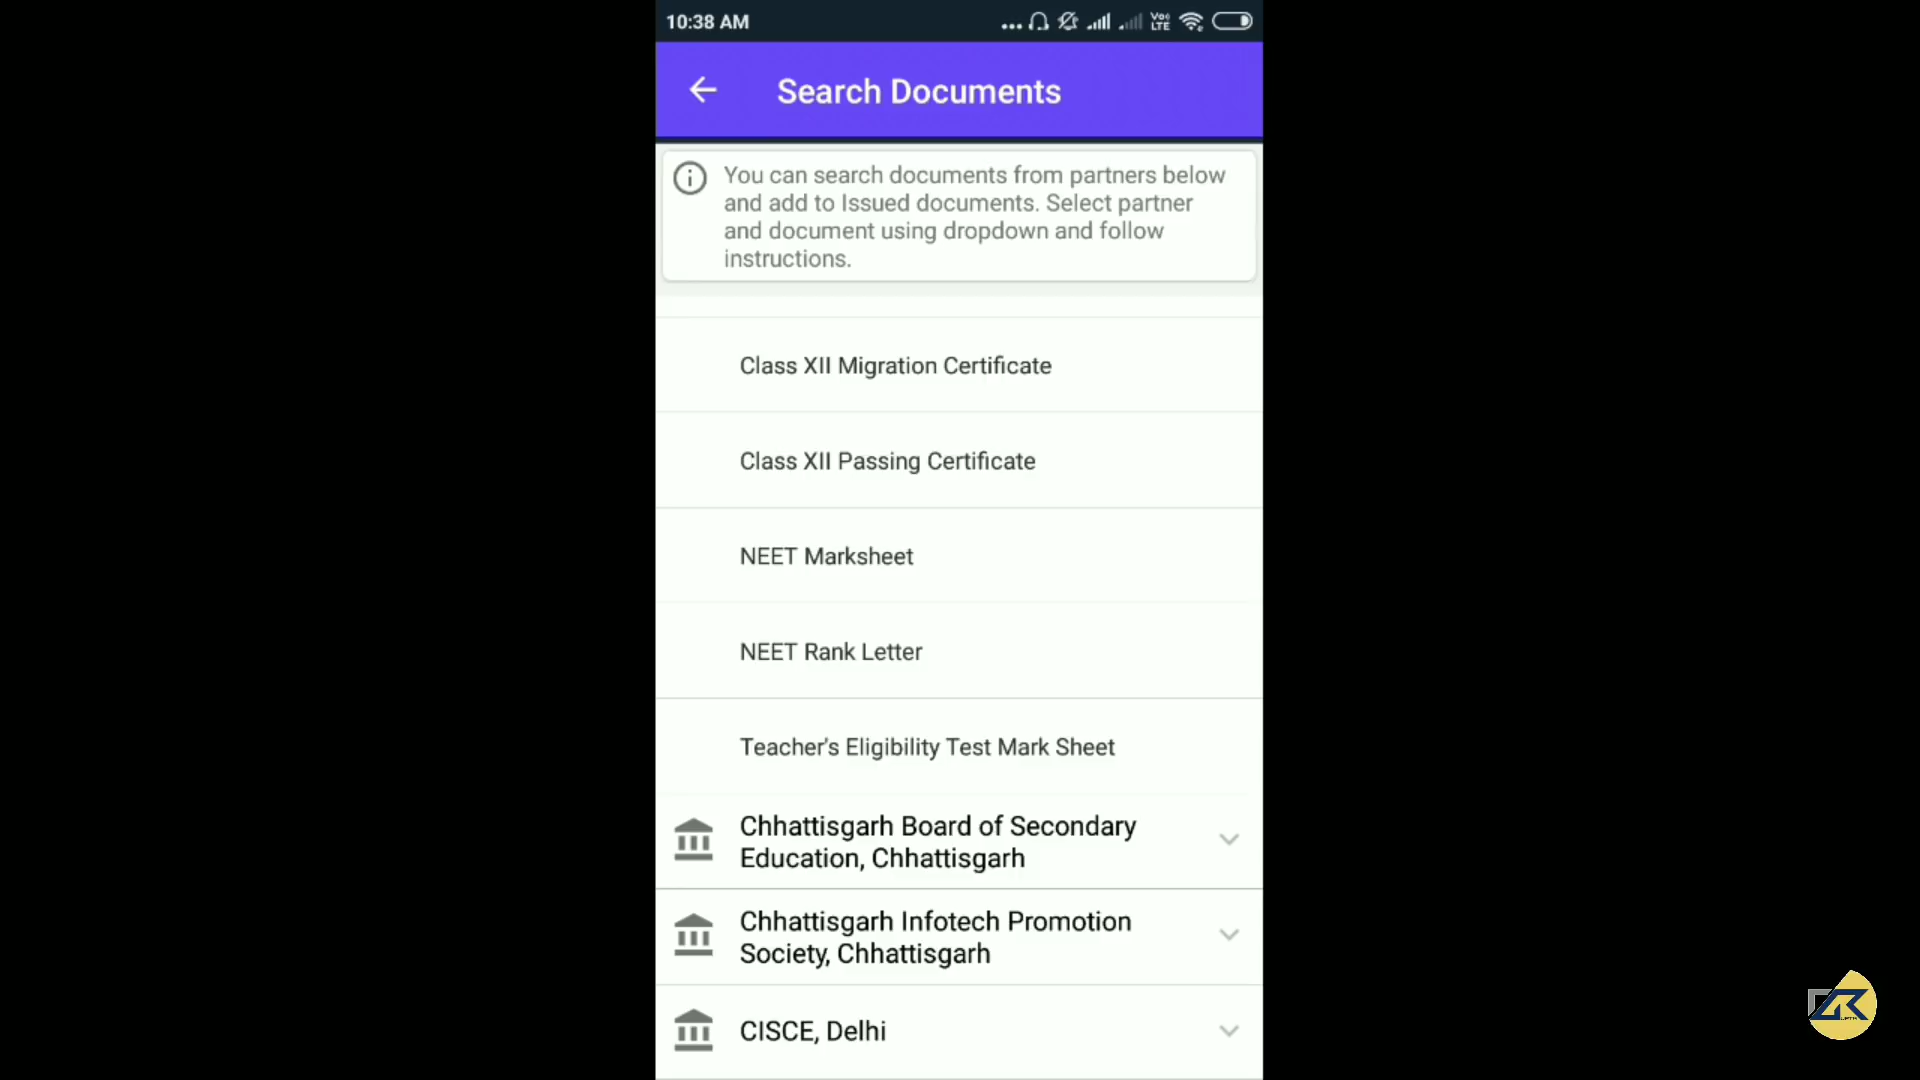 10:38 AM
Vo LTE
Search Documents
You can search documents from partners below
and add to Issued documents. Select partner
and document using dropdown and follow
instructions.
Class XII Migration Certificate
Class XII Passing Certificate
NEET Marksheet
NEET Rank Letter
Teacher's Eligibility Test Mark Sheet
Chhattisgarh Board of Secondary
Education, Chhattisgarh
Chhattisgarh Infotech Promotion
Society, Chhattisgarh
CISCE, Delhi